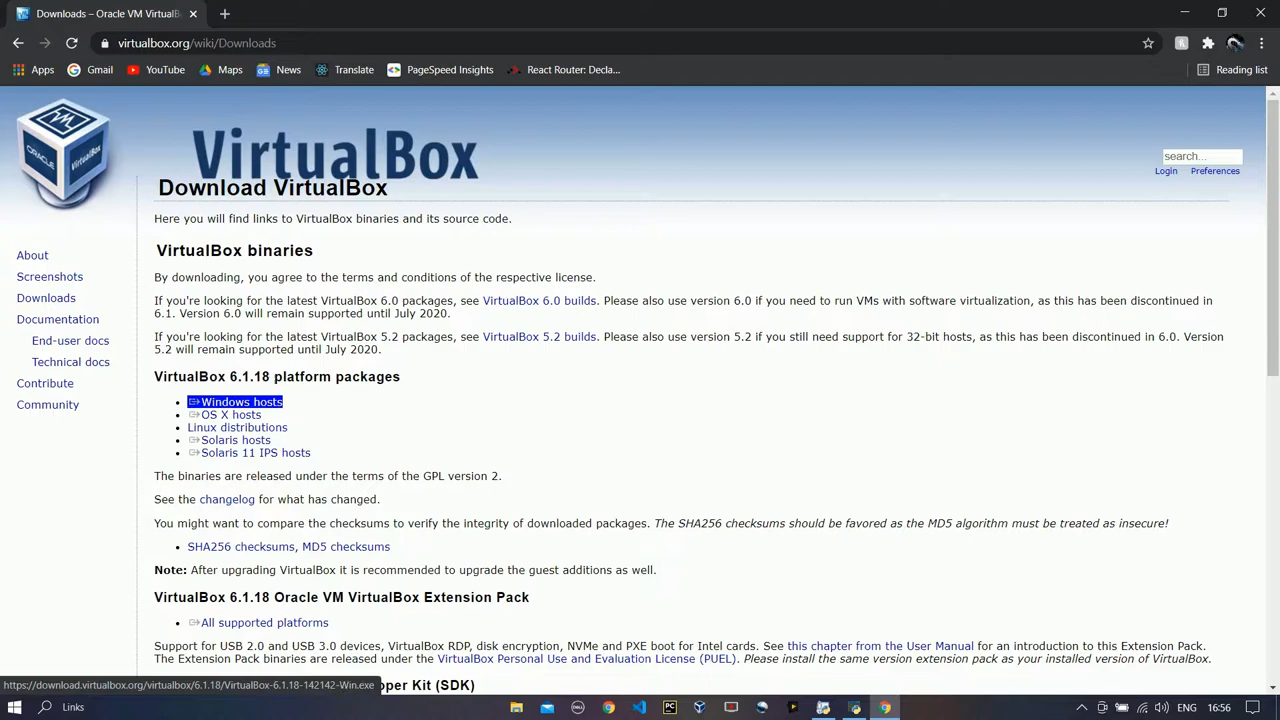 Downloads – Oracle VM VirtualB
virtualbox.org/wiki/Downloads
Apps Gmail YouTube Maps News Translate PageSpeed Insights React Router: Decla... Reading list
ORACLE VirtualBox
VirtualBox
search...
Login Preferences
Download VirtualBox
Here you will find links to VirtualBox binaries and its source code.
About
Screenshots
Downloads
Documentation
End-user docs
Technical docs
Contribute
Community
VirtualBox binaries
By downloading, you agree to the terms and conditions of the respective license.
If you're looking for the latest VirtualBox 6.0 packages, see VirtualBox 6.0 builds. Please also use version 6.0 if you need to run VMs with software virtualization, as this has been discontinued in
6.1. Version 6.0 will remain supported until July 2020.
If you're looking for the latest VirtualBox 5.2 packages, see VirtualBox 5.2 builds. Please also use version 5.2 if you still need support for 32-bit hosts, as this has been discontinued in 6.0. Version
5.2 will remain supported until July 2020.
VirtualBox 6.1.18 platform packages
• Windows hosts
• OS X hosts
• Linux distributions
• Solaris hosts
• Solaris 11 IPS hosts
The binaries are released under the terms of the GPL version 2.
See the changelog for what has changed.
You might want to compare the checksums to verify the integrity of downloaded packages. The SHA256 checksums should be favored as the MD5 algorithm must be treated as insecure!
• SHA256 checksums, MD5 checksums
Note: After upgrading VirtualBox it is recommended to upgrade the guest additions as well.
VirtualBox 6.1.18 Oracle VM VirtualBox Extension Pack
• All supported platforms
Support for USB 2.0 and USB 3.0 devices, VirtualBox RDP, disk encryption, NVMe and PXE boot for Intel cards. See this chapter from the User Manual for an introduction to this Extension Pack.
The Extension Pack binaries are released under the VirtualBox Personal Use and Evaluation License (PUEL). Please install the same version extension pack as your installed version of VirtualBox.
https://download.virtualbox.org/virtualbox/6.1.18/VirtualBox-6.1.18-142142-Win.exe
oper Kit (SDK)
Links
ENG 16:56